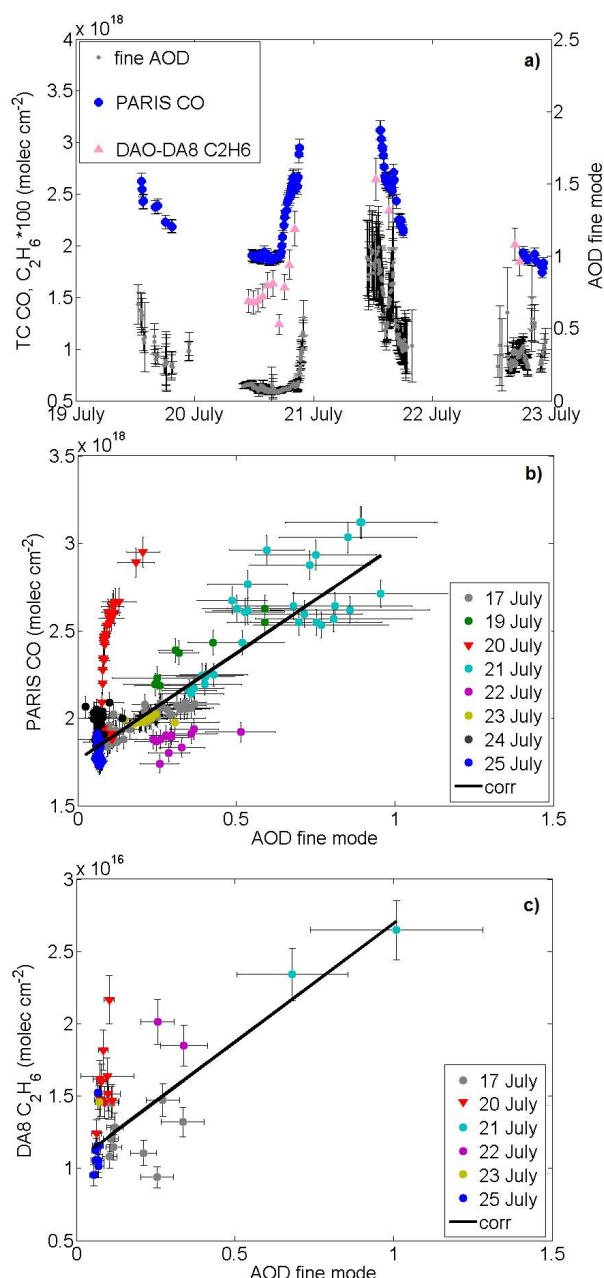 x 10^18
4
3.5
3
2.5
2
1.5
1
0.5
TC CO, C2H6*100 (molec cm^-2)
fine AOD
PARIS CO
DAO-DA8 C2H6
a)
2.5
2
1.5
1
0.5
0
AOD fine mode
19 July
20 July
21 July
22 July
23 July
x 10^18
3.5
3
2.5
2
1.5
PARIS CO (molec cm^-2)
b)
17 July
19 July
20 July
21 July
22 July
23 July
24 July
25 July
corr
0.5
1
1.5
AOD fine mode
x 10^16
3
2.5
2
1.5
1
0.5
DA8 C2H6 (molec cm^-2)
c)
17 July
20 July
21 July
22 July
23 July
25 July
corr
0
0.5
1
1.5
AOD fine mode